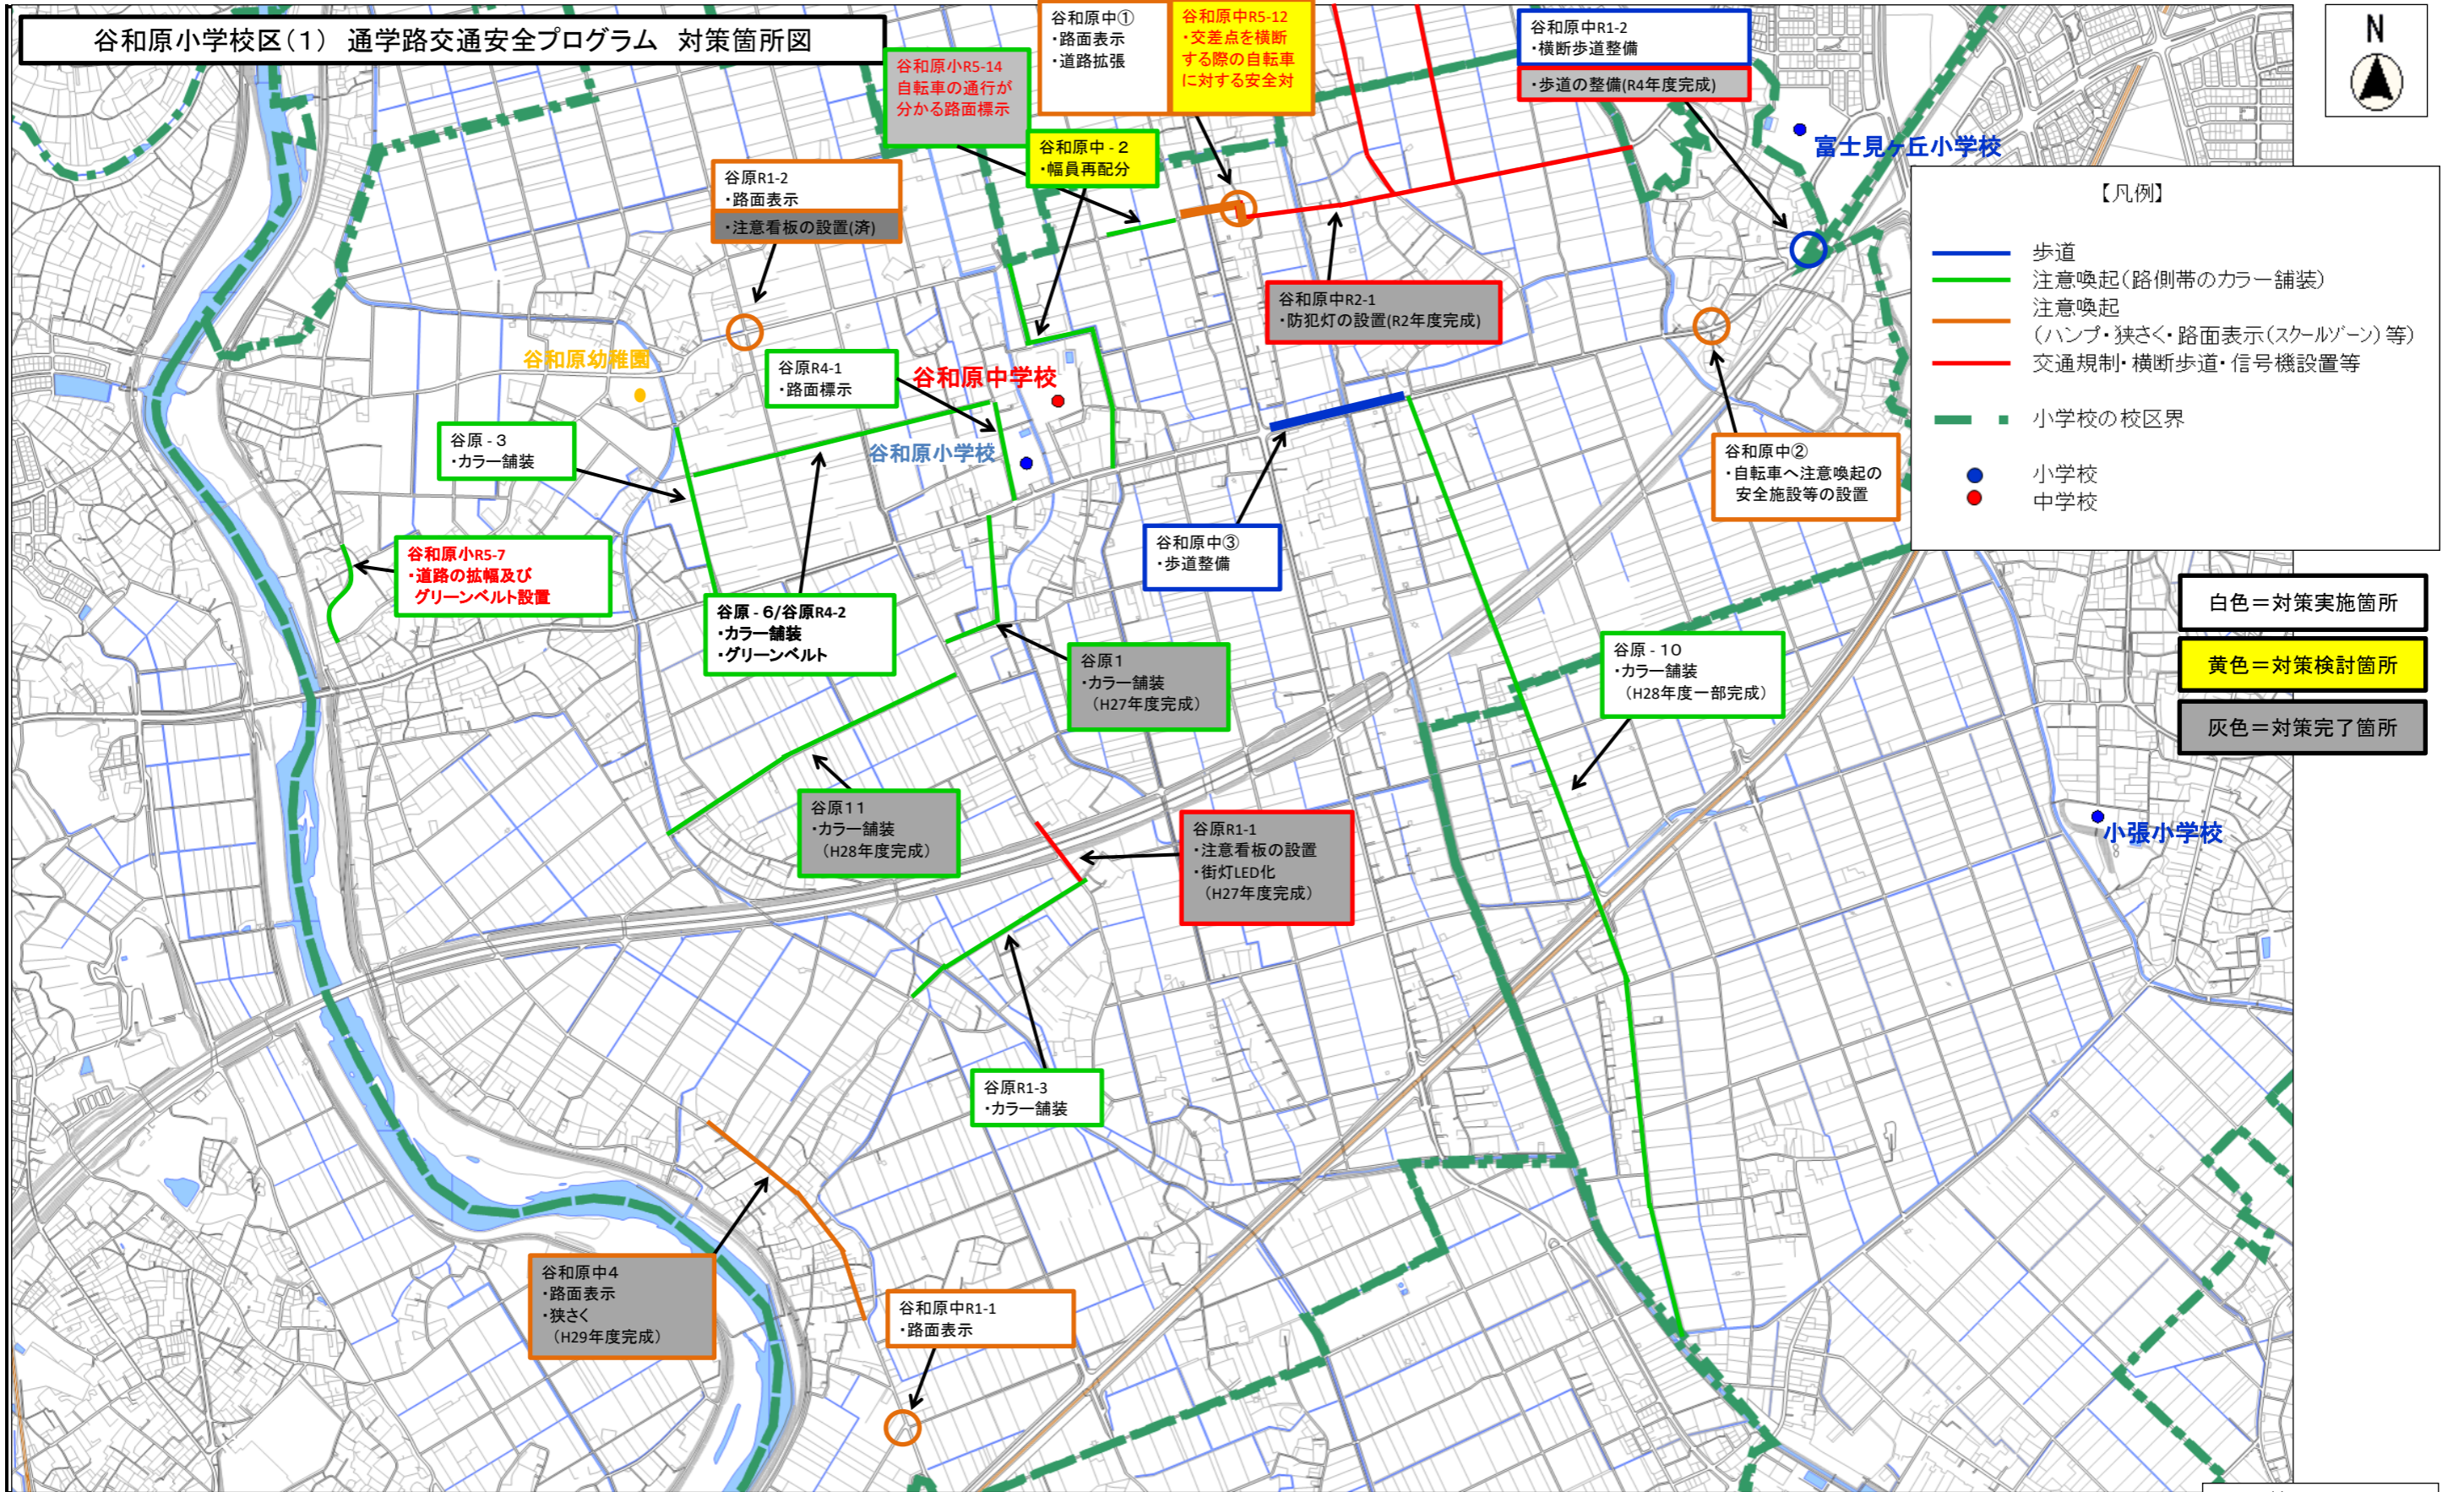 谷和原小学校区(1) 通学路交通安全プログラム 対策箇所図
谷和原小R5-14
自転車の通行が
分かる路面標示
谷和原中①
・路面表示
・道路拡張
谷和原中R5-12
・交差点を横断
する際の自転車
に対する安全対
谷和原中R1-2
・横断歩道整備
・歩道の整備(R4年度完成)
N
富士見ヶ丘小学校
谷和原中-2
・幅員再配分
谷原R1-2
・路面表示
・注意看板の設置(済)
【凡例】
歩道
注意喚起(路側帯のカラー舗装)
注意喚起
(ハンプ・狭さく・路面表示(スクールゾーン)等)
交通規制・横断歩道・信号機設置等
小学校の校区界
小学校
中学校
谷和原中R2-1
・防犯灯の設置(R2年度完成)
谷和原幼稚園
谷原R4-1
・路面標示
谷和原中学校
谷原-3
・カラー舗装
谷和原小学校
谷和原中②
・自転車へ注意喚起の
安全施設等の設置
谷和原小R5-7
・道路の拡幅及び
グリーンベルト設置
谷和原中③
・歩道整備
白色=対策実施箇所
黄色=対策検討箇所
灰色=対策完了箇所
谷原-6/谷原R4-2
・カラー舗装
・グリーンベルト
谷原1
・カラー舗装
(H27年度完成)
谷原-10
・カラー舗装
(H28年度一部完成)
谷原11
・カラー舗装
(H28年度完成)
谷原R1-1
・注意看板の設置
・街灯LED化
(H27年度完成)
小張小学校
谷原R1-3
・カラー舗装
谷和原中4
・路面表示
・狭さく
(H29年度完成)
谷和原中R1-1
・路面表示